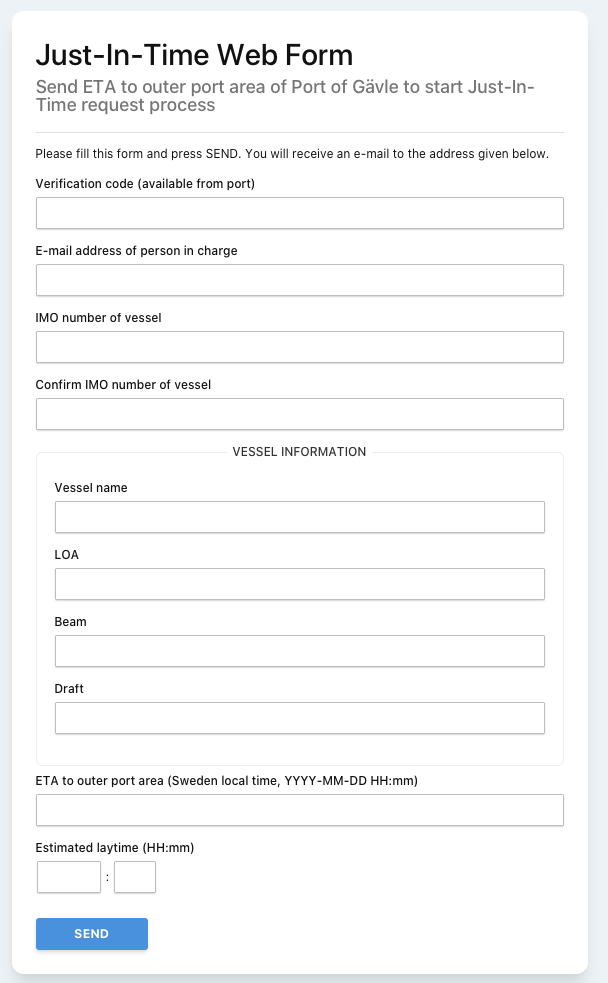 Just-In-Time Web Form
Send ETA to outer port area of Port of Gävle to start Just-In-
Time request process
Please fill this form and press SEND. You will receive an e-mail to the address given below.
Verification code (available from port)
E-mail address of person in charge
IMO number of vessel
Confirm IMO number of vessel
VESSEL INFORMATION
Vessel name
LOA
Beam
Draft
ETA to outer port area (Sweden local time, YYYY-MM-DD HH:mm)
Estimated laytime (HH:mm)
:
SEND